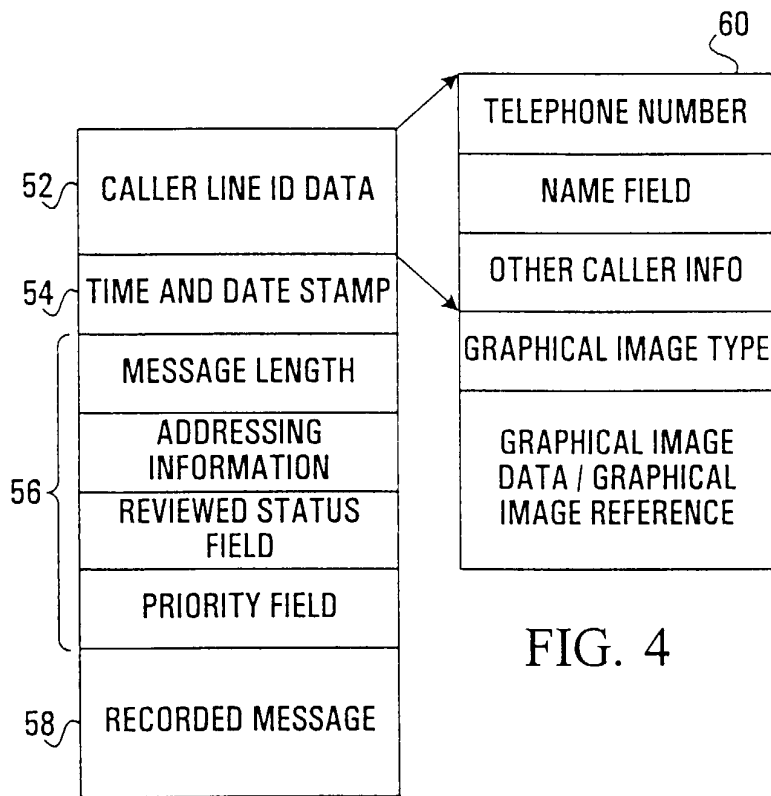 60
TELEPHONE NUMBER
NAME FIELD
OTHER CALLER INFO
GRAPHICAL IMAGE TYPE
GRAPHICAL IMAGE
DATA / GRAPHICAL
IMAGE REFERENCE
52
CALLER LINE ID DATA
54
TIME AND DATE STAMP
56
MESSAGE LENGTH
ADDRESSING
INFORMATION
REVIEWED STATUS
FIELD
PRIORITY FIELD
58
RECORDED MESSAGE
FIG. 4